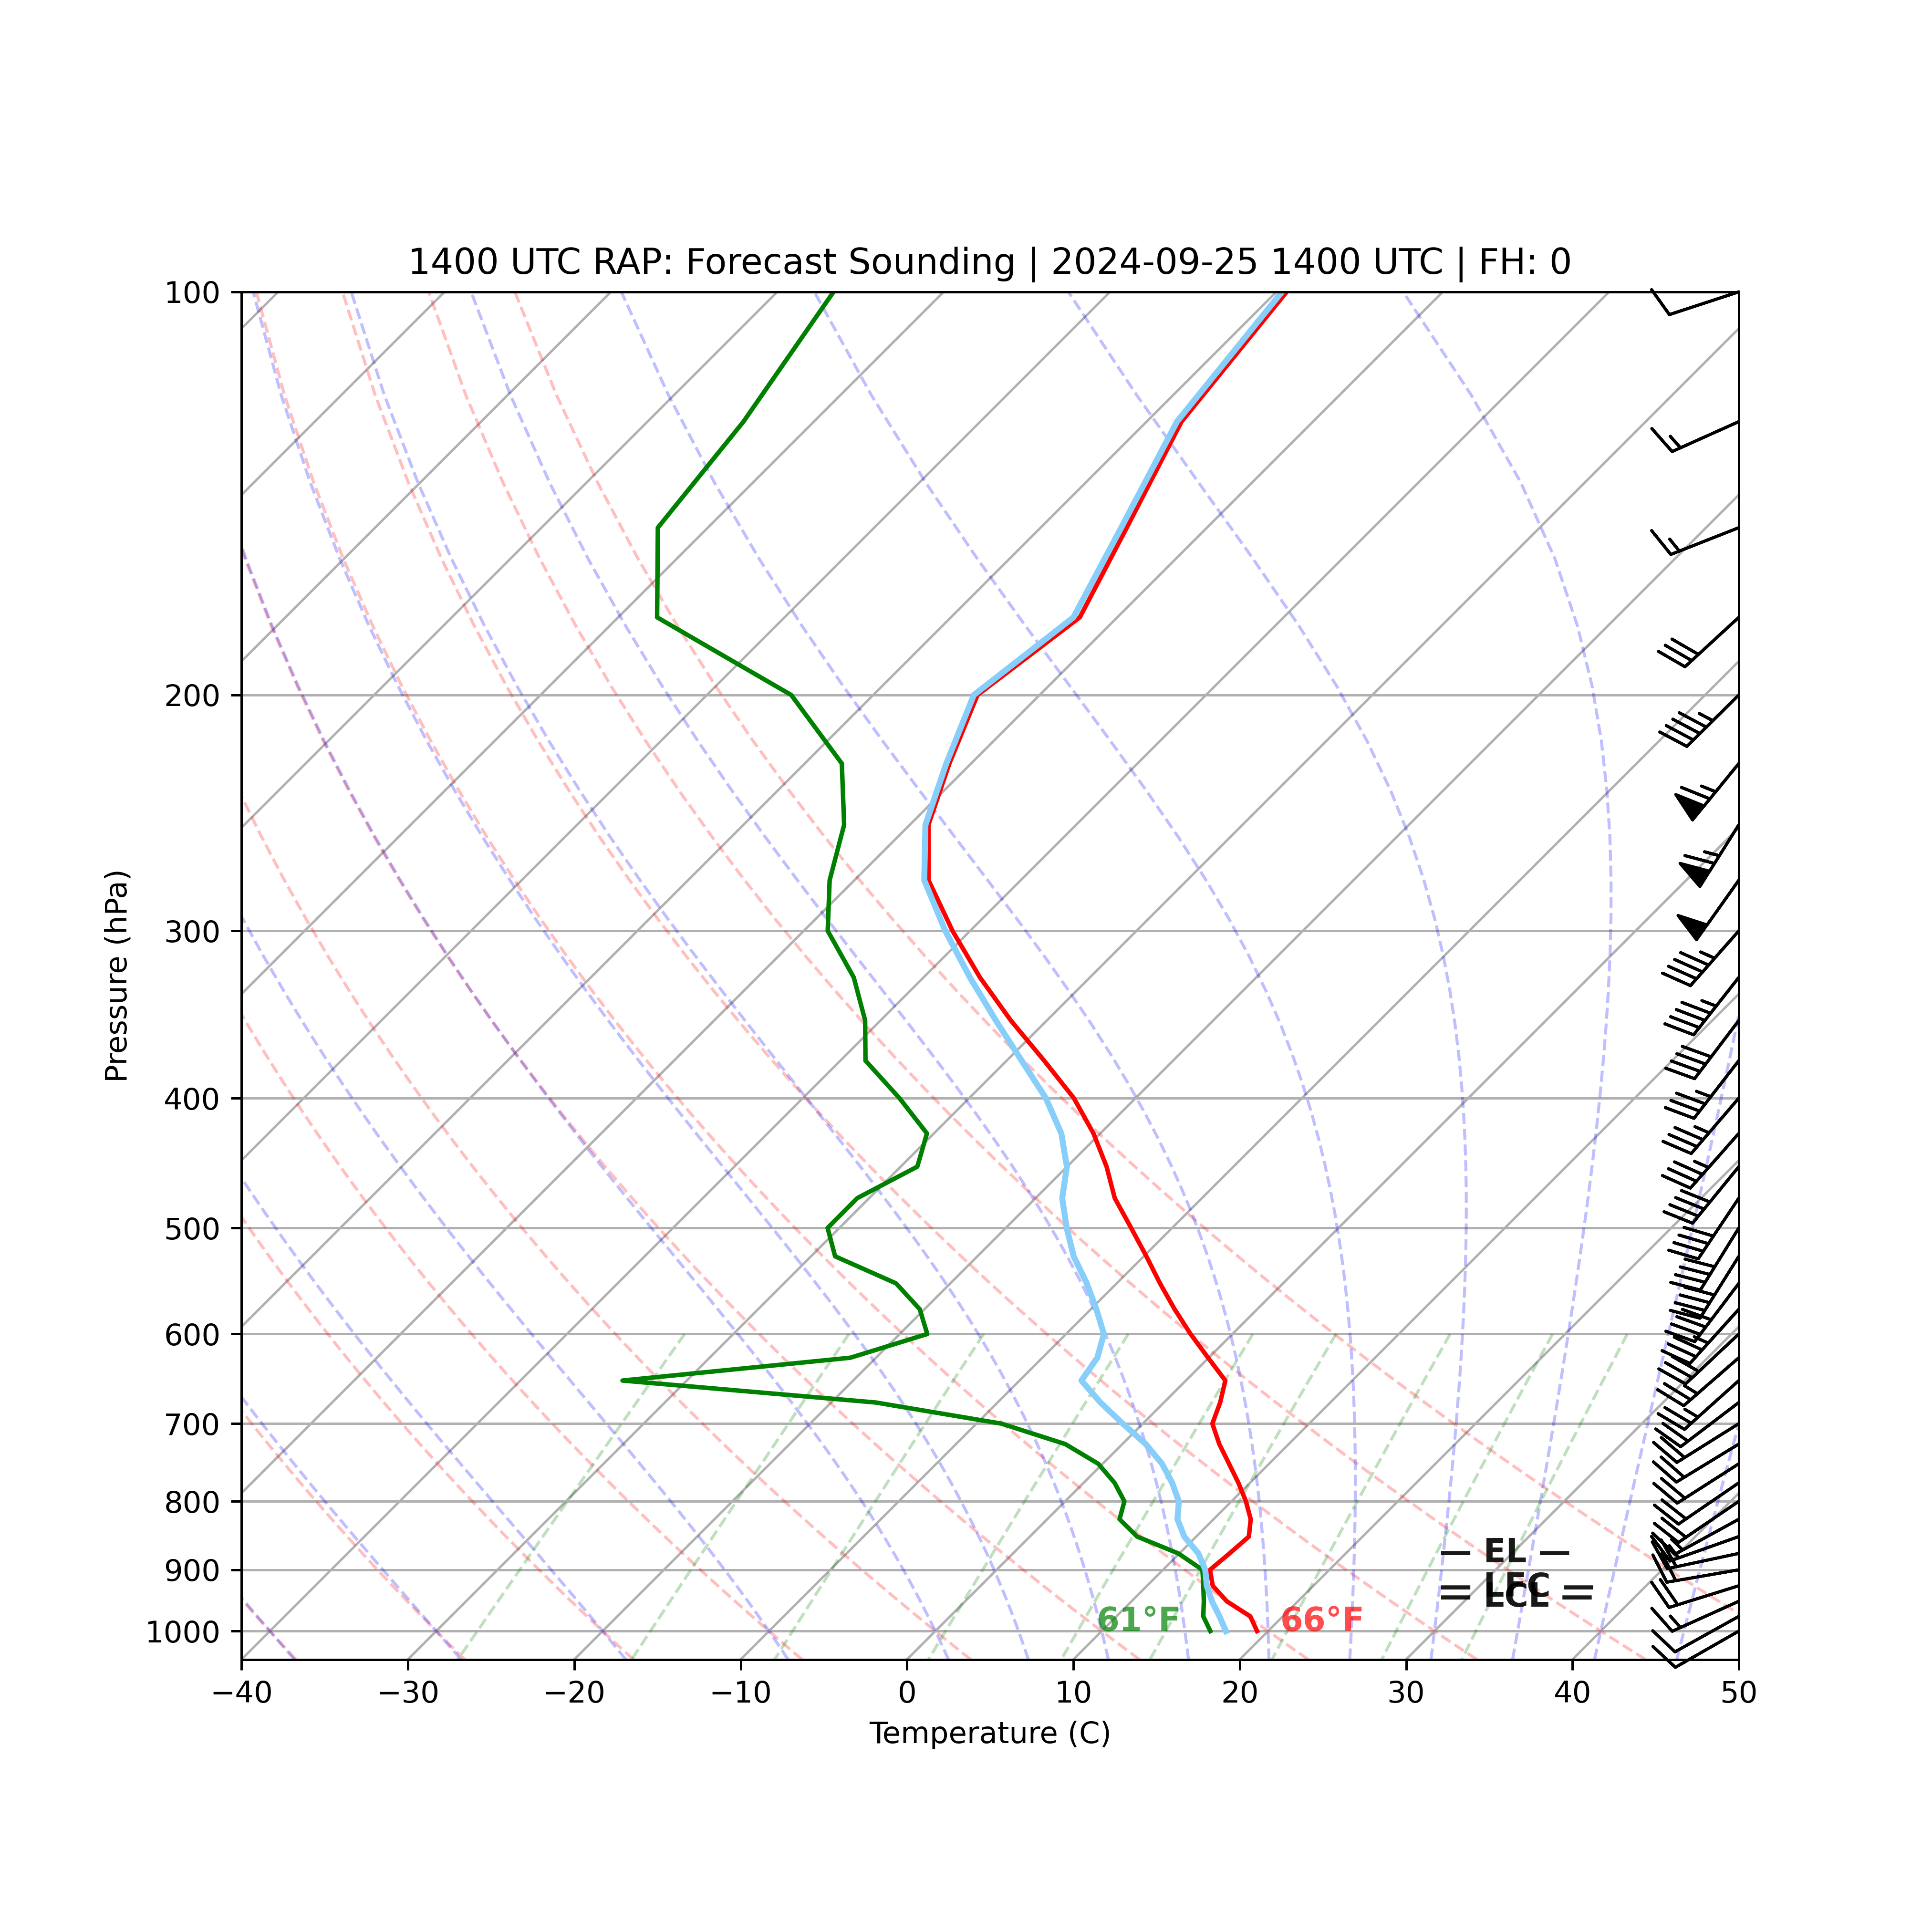 1400 UTC RAP: Forecast Sounding | 2024-09-25 1400 UTC | FH: 0
100
200
300
400
500
600
700
800
900
1000
Pressure (hPa)
— EL —
— LFC —
— LCL —
61°F
66°F
−40 −30 −20 −10 0 10 20 30 40 50
Temperature (C)